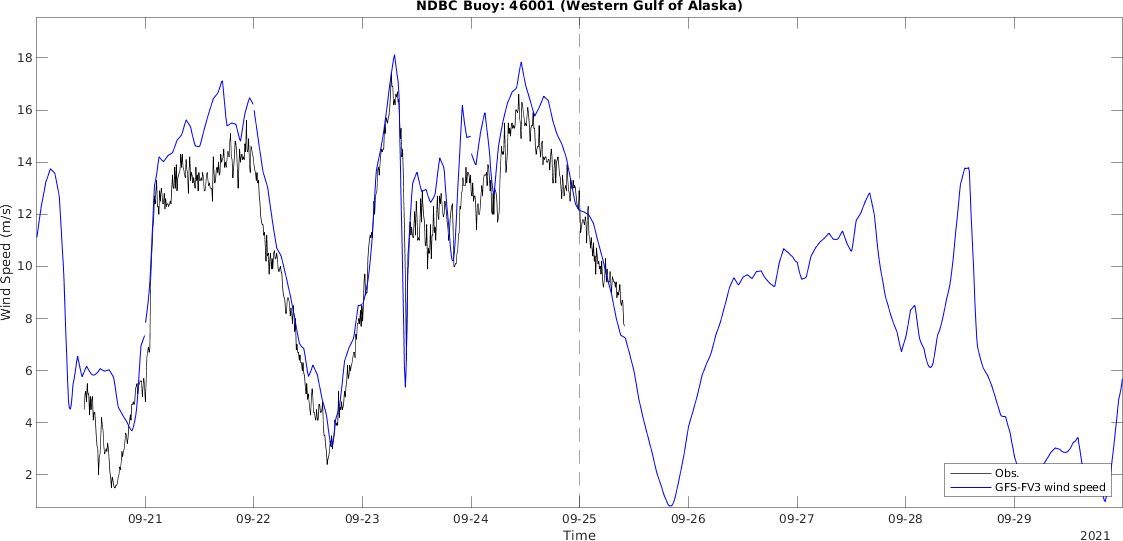 NDBC Buoy: 46001 (Western Gulf of Alaska)
Wind Speed (m/s)
18
16
14
12
10
8
6
4
2
Obs.
GFS-FV3 wind speed
09-21 09-22 09-23 09-24 09-25 09-26 09-27 09-28 09-29
Time
2021